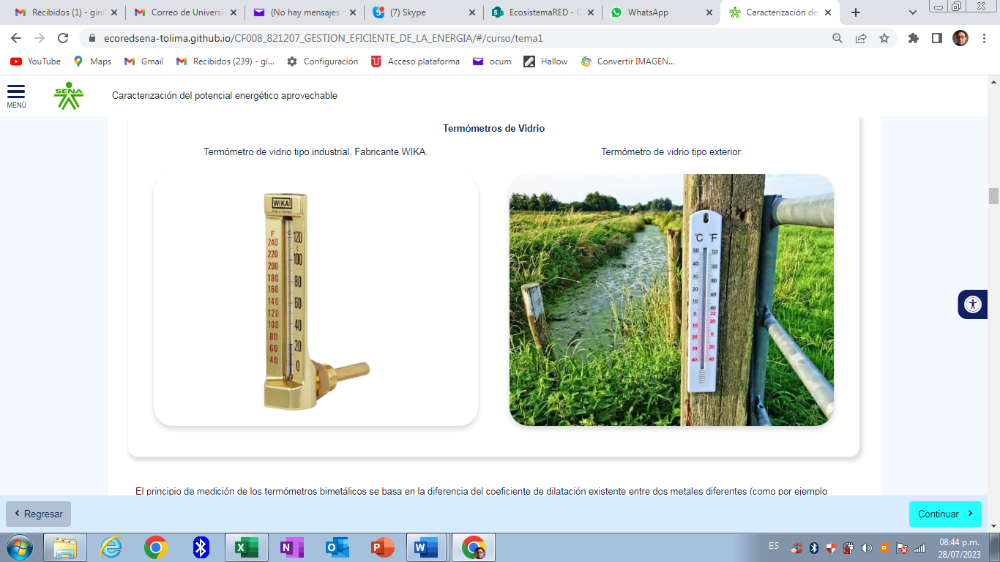 Recibidos (1) - gin
Correo de Universi
(No hay mensajes
(7) Skype
EcosistemaRED - C
WhatsApp
Caracterización de
ecoredsena-tolima.github.io/CF008_821207_GESTION_EFICIENTE_DE_LA_ENERGIA/#/curso/tema1
YouTube
Maps
Gmail
Recibidos (239) - gi...
Configuración
Acceso plataforma
ocum
Hallow
Convertir IMAGEN...
MENÚ
SENA
Caracterización del potencial energético aprovechable
Termómetros de Vidrio
Termómetro de vidrio tipo industrial. Fabricante WIKA.
Termómetro de vidrio tipo exterior.
WIKA
Made in Germany
F
C
240
220
200
180
160
140
120
100
80
60
40
120
C
100
80
60
40
20
0
°C °F
50
40
30
20
10
0
10
20
30
40
120
100
80
60
40
32
20
0
20
40
El principio de medición de los termómetros bimetálicos se basa en la diferencia del coeficiente de dilatación existente entre dos metales diferentes (como por ejemplo
Regresar
Continuar
ES
08:44 p.m.
28/07/2023